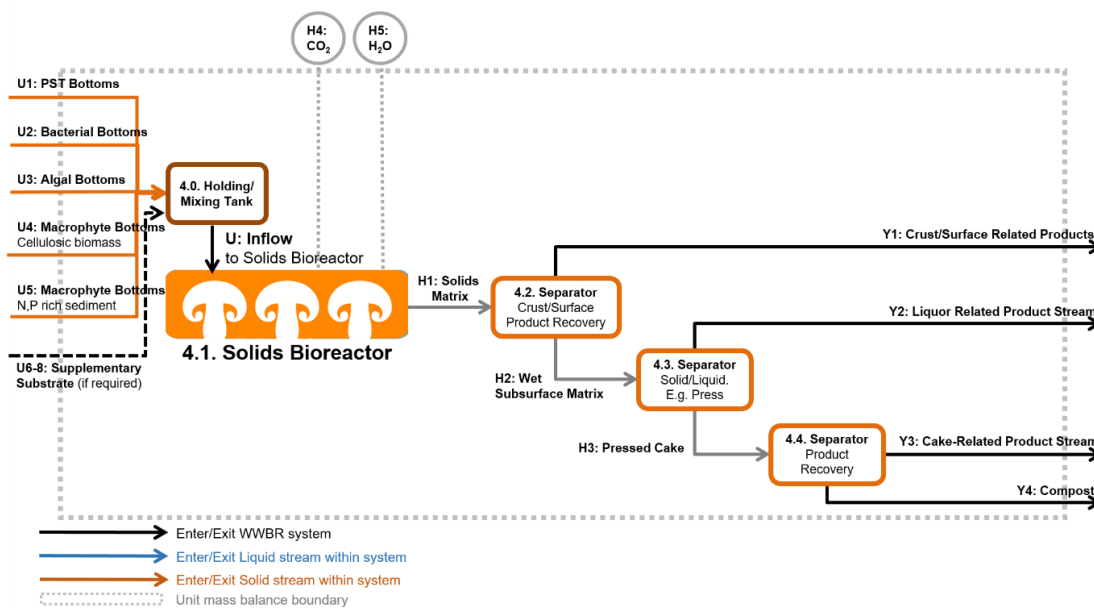 H4:
CO₂
H5:
H₂O
U1: PST Bottoms
U2: Bacterial Bottoms
U3: Algal Bottoms
U4: Macrophyte Bottoms
Cellulosic biomass
U5: Macrophyte Bottoms
N,P rich sediment
U6-8: Supplementary
Substrate (if required)
4.0. Holding/
Mixing Tank
U: Inflow
to Solids Bioreactor
4.1. Solids Bioreactor
H1: Solids
Matrix
4.2. Separator
Crust/Surface
Product Recovery
Y1: Crust/Surface Related Products
H2: Wet
Subsurface Matrix
4.3. Separator
Solid/Liquid.
E.g. Press
Y2: Liquor Related Product Stream
H3: Pressed Cake
4.4. Separator
Product
Recovery
Y3: Cake-Related Product Stream
Y4: Compost
Enter/Exit WWBR system
Enter/Exit Liquid stream within system
Enter/Exit Solid stream within system
Unit mass balance boundary